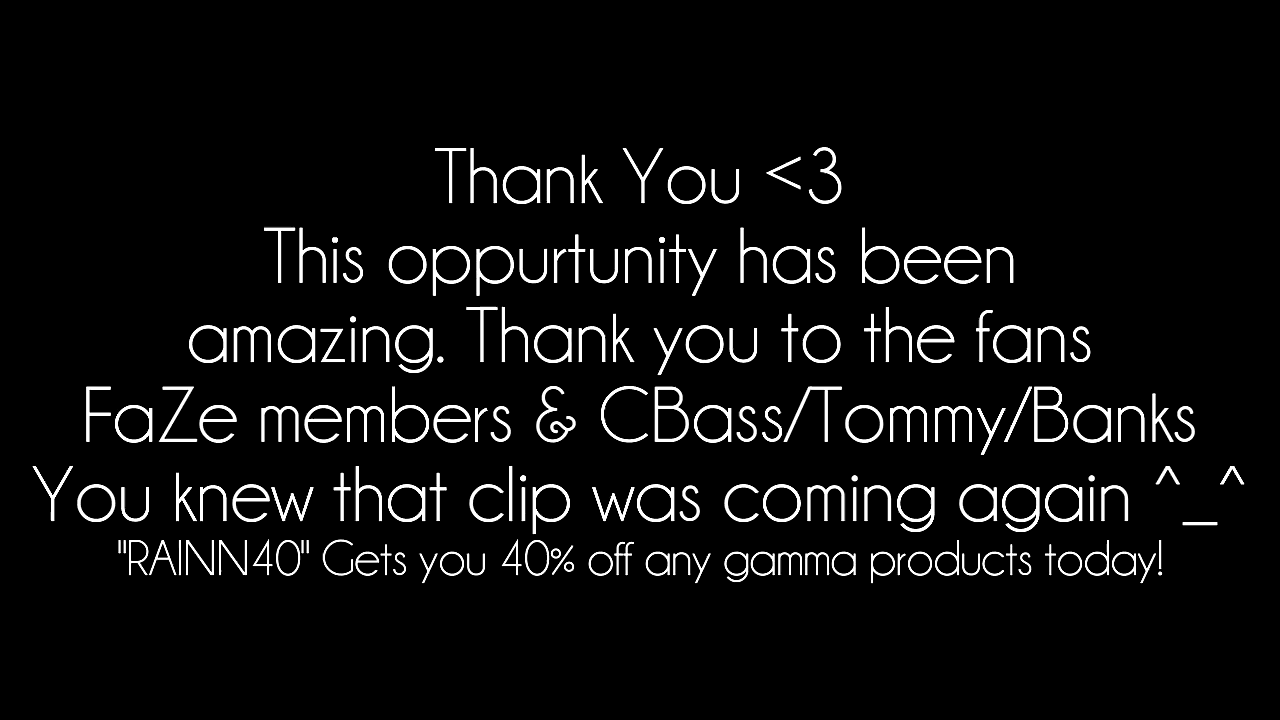 Thank You <3
This oppurtunity has been
amazing. Thank you to the fans
FaZe members & CBass/Tommy/Banks
You knew that clip was coming again ^_^
"RAINN40" Gets you 40% off any gamma products today!